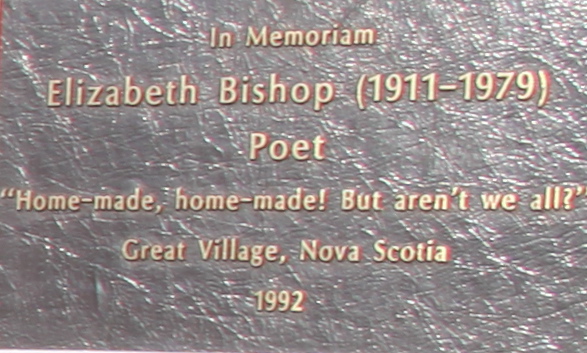 In Memoriam
Elizabeth Bishop (1911–1979)
Poet
“Home-made, home-made! But aren't we all?”
Great Village, Nova Scotia
1992